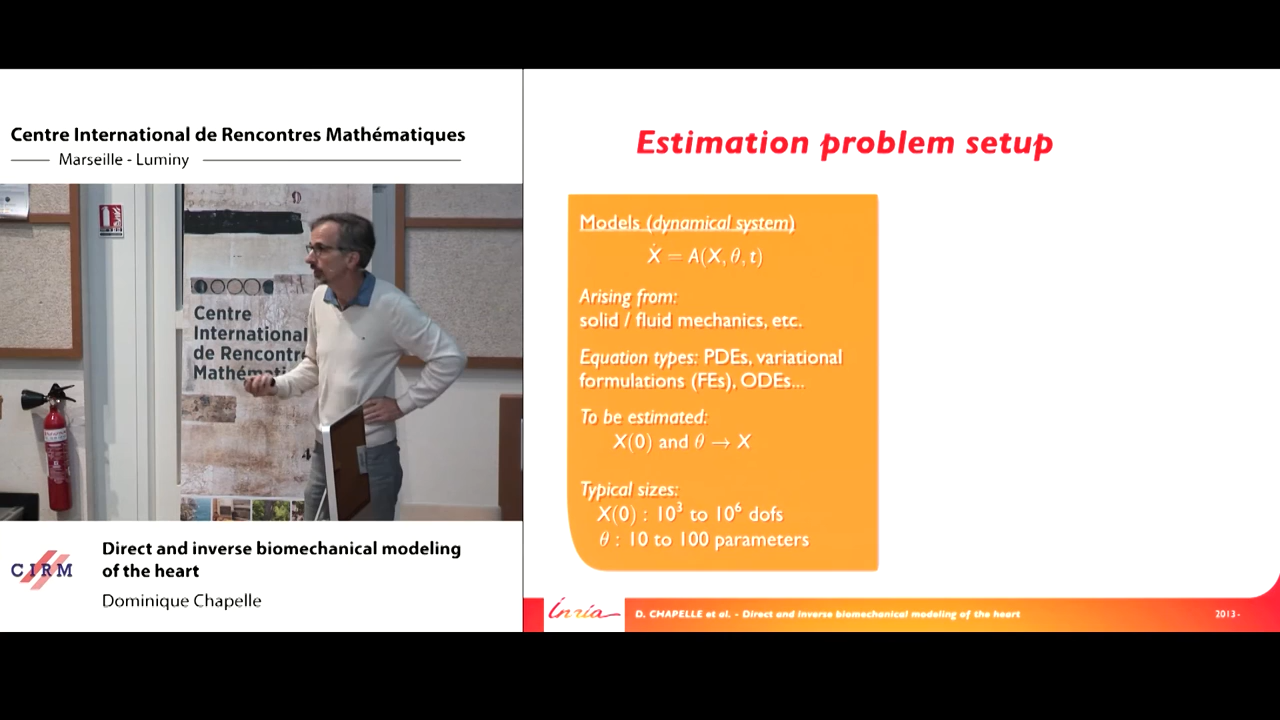 Centre International de Rencontres Mathématiques
Marseille - Luminy
Centre
International
de Rencontr
Mathémati
CIRM
Direct and inverse biomechanical modeling
of the heart
Dominique Chapelle
Estimation problem setup
Models (dynamical system)
Ẋ = A(X, θ, t)
Arising from:
solid / fluid mechanics, etc.
Equation types: PDEs, variational
formulations (FEs), ODEs...
To be estimated:
X(0) and θ → X
Typical sizes:
X(0) : 10³ to 10⁶ dofs
θ : 10 to 100 parameters
Inria
D. CHAPELLE et al. - Direct and inverse biomechanical modeling of the heart
2013-